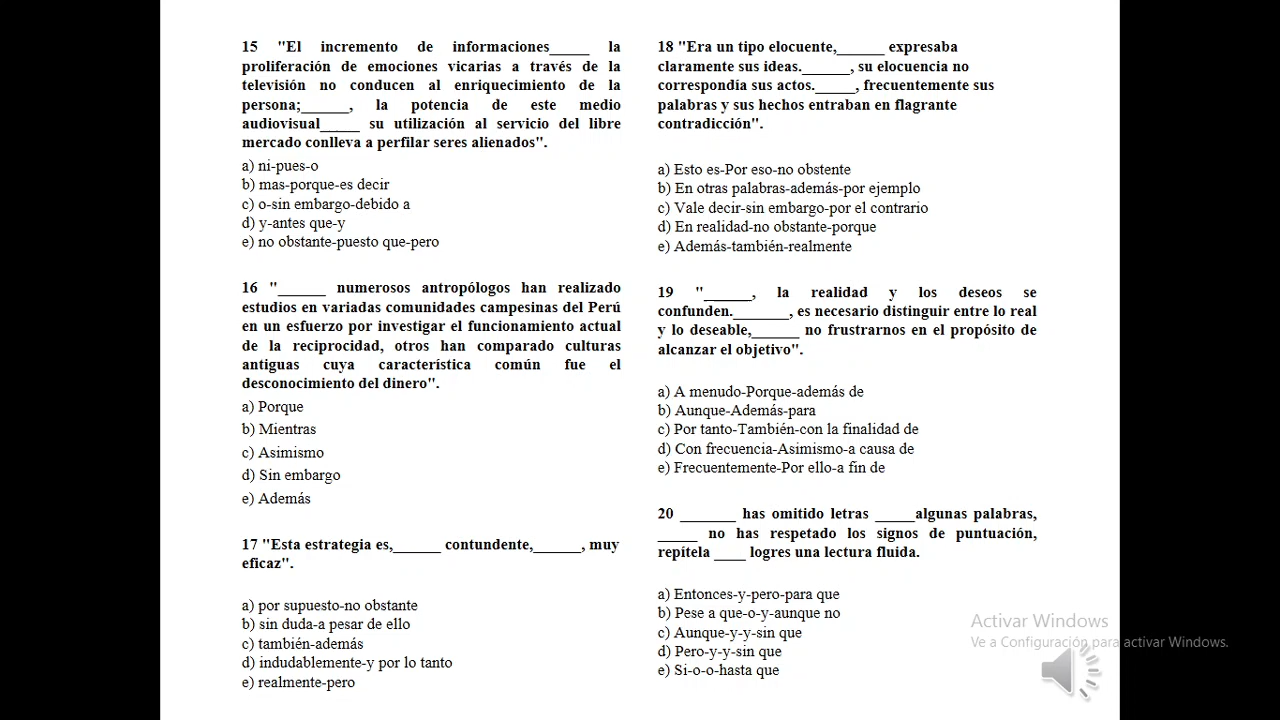 15 "El incremento de informaciones_____ la
proliferación de emociones vicarias a través de la
televisión no conducen al enriquecimiento de la
persona;______, la potencia de este medio
audiovisual_____ su utilización al servicio del libre
mercado conlleva a perfilar seres alienados".
a) ni-pues-o
b) mas-porque-es decir
c) o-sin embargo-debido a
d) y-antes que-y
e) no obstante-puesto que-pero
16 "______ numerosos antropólogos han realizado
estudios en variadas comunidades campesinas del Perú
en un esfuerzo por investigar el funcionamiento actual
de la reciprocidad, otros han comparado culturas
antiguas cuya característica común fue el
desconocimiento del dinero".
a) Porque
b) Mientras
c) Asimismo
d) Sin embargo
e) Además
17 "Esta estrategia es,______ contundente,______, muy
eficaz".
a) por supuesto-no obstante
b) sin duda-a pesar de ello
c) también-además
d) indudablemente-y por lo tanto
e) realmente-pero
18 "Era un tipo elocuente,______ expresaba
claramente sus ideas.______, su elocuencia no
correspondía sus actos._____, frecuentemente sus
palabras y sus hechos entraban en flagrante
contradicción".
a) Esto es-Por eso-no obstente
b) En otras palabras-además-por ejemplo
c) Vale decir-sin embargo-por el contrario
d) En realidad-no obstante-porque
e) Además-también-realmente
19 "______, la realidad y los deseos se
confunden._______, es necesario distinguir entre lo real
y lo deseable,______ no frustrarnos en el propósito de
alcanzar el objetivo".
a) A menudo-Porque-además de
b) Aunque-Además-para
c) Por tanto-También-con la finalidad de
d) Con frecuencia-Asimismo-a causa de
e) Frecuentemente-Por ello-a fin de
20 _______ has omitido letras _____algunas palabras,
_____ no has respetado los signos de puntuación,
repítela ____ logres una lectura fluida.
a) Entonces-y-pero-para que
b) Pese a que-o-y-aunque no
c) Aunque-y-y-sin que
d) Pero-y-y-sin que
e) Si-o-o-hasta que
Activar Windows
Ve a Configuración para activar Windows.